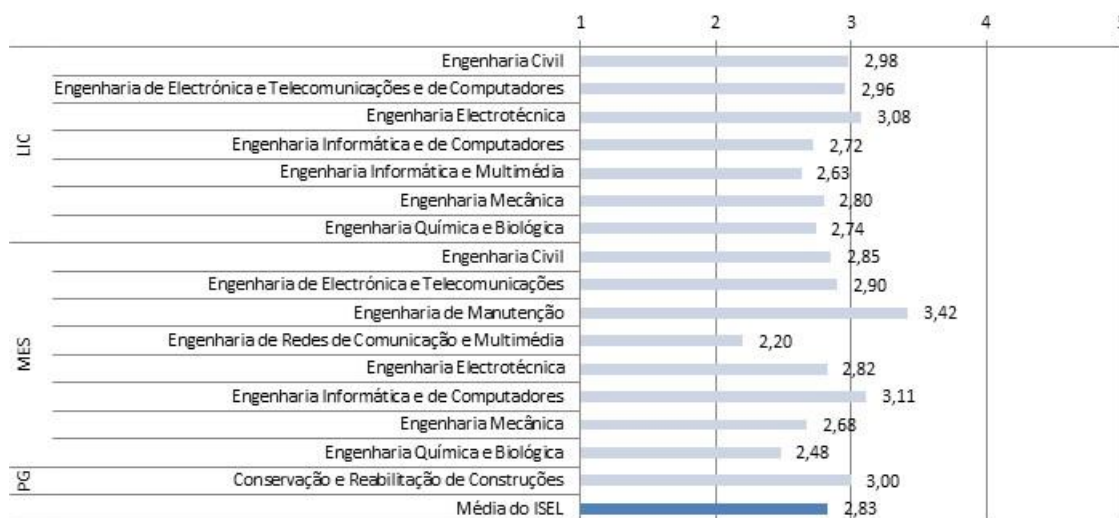 1 2 3 4
LIC
Engenharia Civil 2,98
Engenharia de Electrónica e Telecomunicações e de Computadores 2,96
Engenharia Electrotécnica 3,08
Engenharia Informática e de Computadores 2,72
Engenharia Informática e Multimédia 2,63
Engenharia Mecânica 2,80
Engenharia Química e Biológica 2,74
MES
Engenharia Civil 2,85
Engenharia de Electrónica e Telecomunicações 2,90
Engenharia de Manutenção 3,42
Engenharia de Redes de Comunicação e Multimédia 2,20
Engenharia Electrotécnica 2,82
Engenharia Informática e de Computadores 3,11
Engenharia Mecânica 2,68
Engenharia Química e Biológica 2,48
PG
Conservação e Reabilitação de Construções 3,00
Média do ISEL 2,83